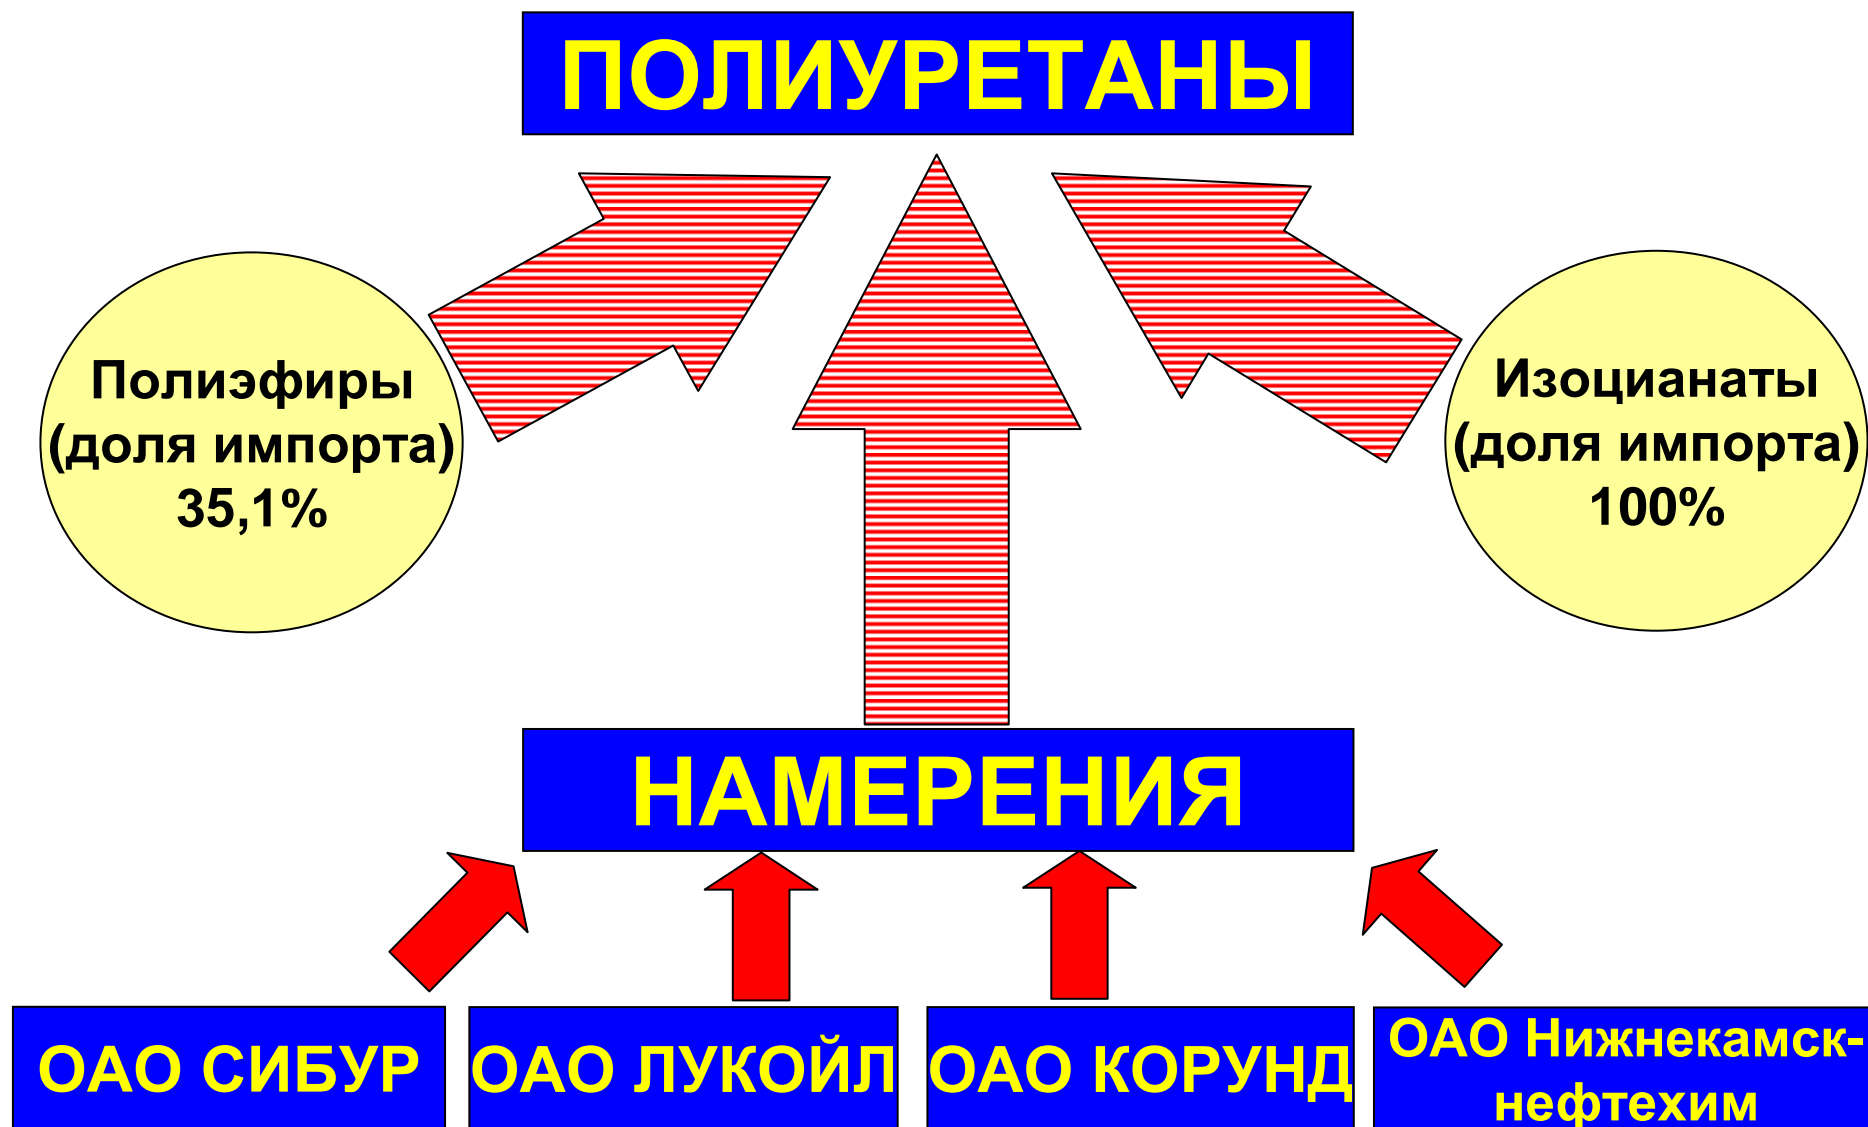 ПОЛИУРЕТАНЫ
Полиэфиры
(доля импорта)
35,1%
Изоцианаты
(доля импорта)
100%
НАМЕРЕНИЯ
ОАО СИБУР
ОАО ЛУКОЙЛ
ОАО КОРУНД
ОАО Нижнекамск-
нефтехим